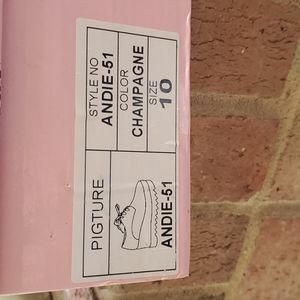 STYLE NO
ANDIE-51
COLOR
CHAMPAGNE
SIZE
10
PIGTURE
ANDIE-51